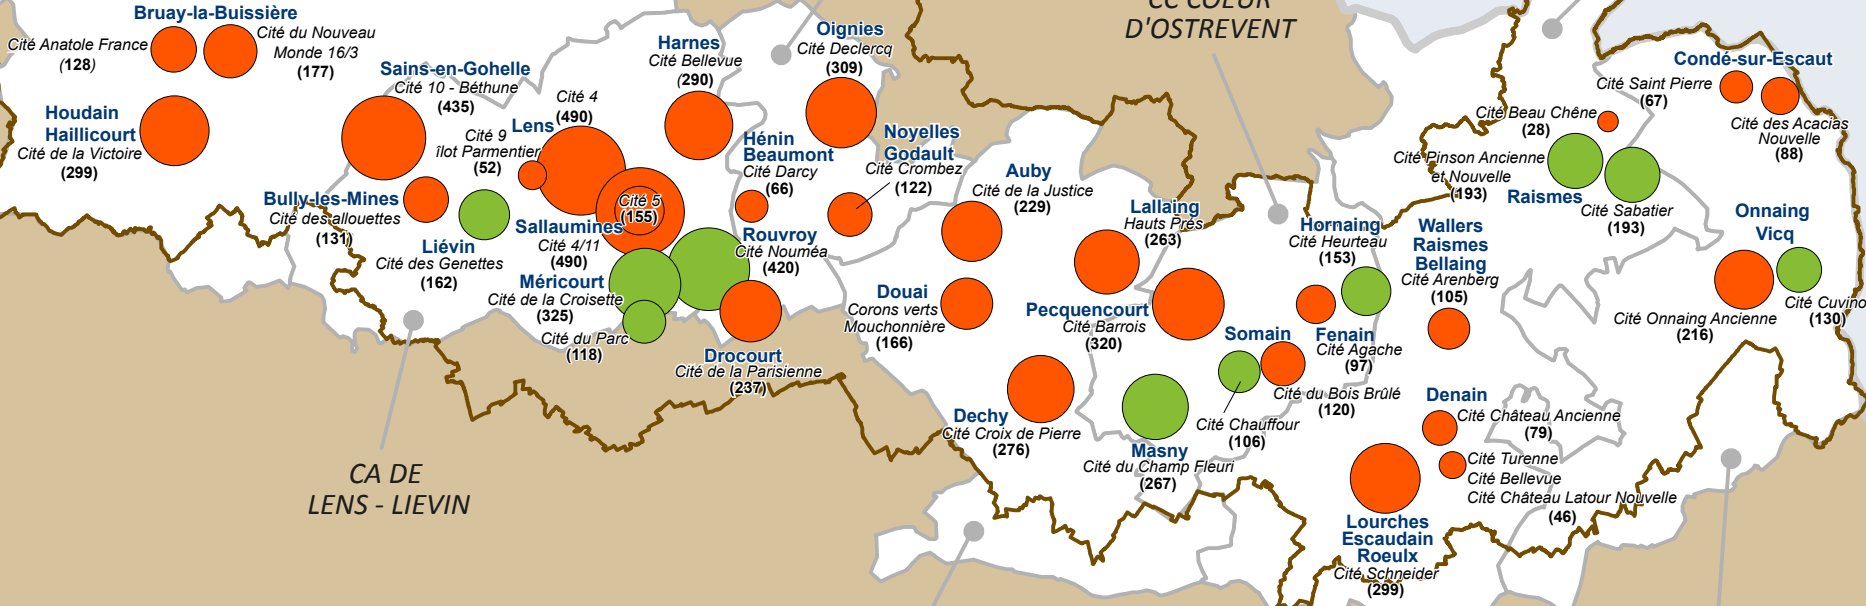 Bruay-la-Buissière
Cité Anatole France
(128)
Cité du Nouveau
Monde 16/3
(177)
Houdain
Haillicourt
Cité de la Victoire
(299)
Sains-en-Gohelle
Cité 10 - Béthune
(435)
Bully-les-Mines
Cité des allouettes
(131)
Liévin
Cité des Genettes
(162)
Lens
Cité 4
(490)
Cité 9
îlot Parmentier
(52)
Cité 5
(155)
Sallaumines
Cité 4/11
(490)
Méricourt
Cité de la Croisette
(325)
Cité du Parc
(118)
Harnes
Cité Bellevue
(290)
Oignies
Cité Declercq
(309)
Hénin
Beaumont
Cité Darcy
(66)
Noyelles
Godault
Cité Crombez
(122)
Rouvroy
Cité Nouméa
(420)
Drocourt
Cité de la Parisienne
(237)
CA DE
LENS - LIEVIN
CC COEUR
D'OSTREVENT
Auby
Cité de la Justice
(229)
Douai
Corons verts
Mouchonnière
(166)
Dechy
Cité Croix de Pierre
(276)
Lallaing
Hauts Prés
(263)
Pecquencourt
Cité Barrois
(320)
Masny
Cité du Champ Fleuri
(267)
Somain
Cité Chauffour
(106)
Cité du Bois Brûlé
(120)
Hornaing
Cité Heurteau
(153)
Fenain
Cité Agache
(97)
Wallers
Raismes
Bellaing
Cité Arenberg
(105)
Denain
Cité Château Ancienne
(79)
Cité Turenne
Cité Bellevue
Cité Château Latour Nouvelle
(46)
Lourches
Escaudain
Roeulx
Cité Schneider
(299)
Condé-sur-Escaut
Cité Saint Pierre
(67)
Cité des Acacias
Nouvelle
(88)
Cité Beau Chêne
(28)
Cité Pinson Ancienne
et Nouvelle
(193)
Raismes
Cité Sabatier
(193)
Onnaing
Vicq
Cité Cuvino
(130)
Cité Onnaing Ancienne
(216)